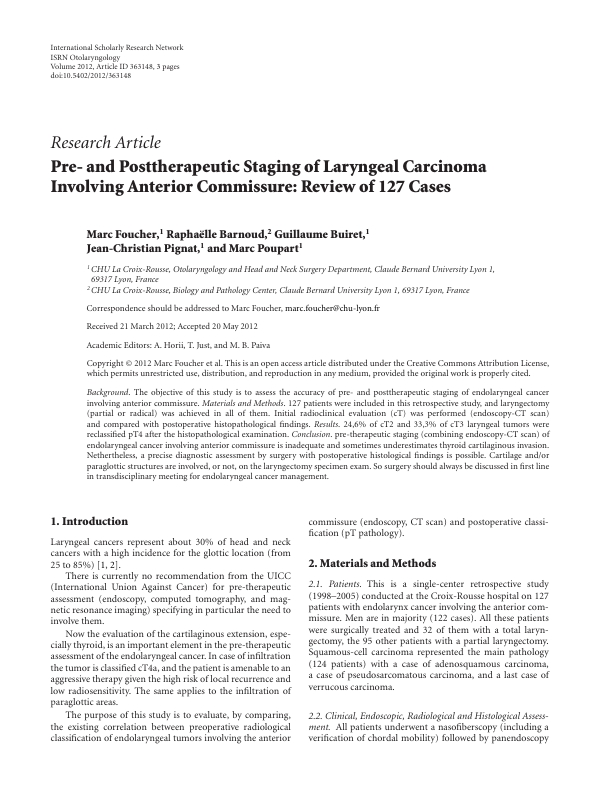 International Scholarly Research Network
ISRN Otolaryngology
Volume 2012, Article ID 363148, 3 pages
doi:10.5402/2012/363148
Research Article
Pre- and Posttherapeutic Staging of Laryngeal Carcinoma
Involving Anterior Commissure: Review of 127 Cases
Marc Foucher,1 Raphaëlle Barnoud,2 Guillaume Buiret,1
Jean-Christian Pignat,1 and Marc Poupart1
1 CHU La Croix-Rousse, Otolaryngology and Head and Neck Surgery Department, Claude Bernard University Lyon 1,
69317 Lyon, France
2 CHU La Croix-Rousse, Biology and Pathology Center, Claude Bernard University Lyon 1, 69317 Lyon, France
Correspondence should be addressed to Marc Foucher, marc.foucher@chu-lyon.fr
Received 21 March 2012; Accepted 20 May 2012
Academic Editors: A. Horii, T. Just, and M. B. Paiva
Copyright © 2012 Marc Foucher et al. This is an open access article distributed under the Creative Commons Attribution License,
which permits unrestricted use, distribution, and reproduction in any medium, provided the original work is properly cited.
Background. The objective of this study is to assess the accuracy of pre- and posttherapeutic staging of endolaryngeal cancer
involving anterior commissure. Materials and Methods. 127 patients were included in this retrospective study, and laryngectomy
(partial or radical) was achieved in all of them. Initial radioclinical evaluation (cT) was performed (endoscopy-CT scan)
and compared with postoperative histopathological findings. Results. 24,6% of cT2 and 33,3% of cT3 laryngeal tumors were
reclassified pT4 after the histopathological examination. Conclusion. pre-therapeutic staging (combining endoscopy-CT scan) of
endolaryngeal cancer involving anterior commissure is inadequate and sometimes underestimates thyroid cartilaginous invasion.
Nethertheless, a precise diagnostic assessment by surgery with postoperative histological findings is possible. Cartilage and/or
paraglottic structures are involved, or not, on the laryngectomy specimen exam. So surgery should always be discussed in first line
in transdisciplinary meeting for endolaryngeal cancer management.
1. Introduction
Laryngeal cancers represent about 30% of head and neck
cancers with a high incidence for the glottic location (from
25 to 85%) [1, 2].
There is currently no recommendation from the UICC
(International Union Against Cancer) for pre-therapeutic
assessment (endoscopy, computed tomography, and mag-
netic resonance imaging) specifying in particular the need to
involve them.
Now the evaluation of the cartilaginous extension, espe-
cially thyroid, is an important element in the pre-therapeutic
assessment of the endolaryngeal cancer. In case of infiltration
the tumor is classified cT4a, and the patient is amenable to an
aggressive therapy given the high risk of local recurrence and
low radiosensitivity. The same applies to the infiltration of
paraglottic areas.
The purpose of this study is to evaluate, by comparing,
the existing correlation between preoperative radiological
classification of endolaryngeal tumors involving the anterior
commissure (endoscopy, CT scan) and postoperative classi-
fication (pT pathology).
2. Materials and Methods
2.1. Patients. This is a single-center retrospective study
(1998–2005) conducted at the Croix-Rousse hospital on 127
patients with endolarynx cancer involving the anterior com-
missure. Men are in majority (122 cases). All these patients
were surgically treated and 32 of them with a total laryn-
gectomy, the 95 other patients with a partial laryngectomy.
Squamous-cell carcinoma represented the main pathology
(124 patients) with a case of adenosquamous carcinoma,
a case of pseudosarcomatous carcinoma, and a last case of
verrucous carcinoma.
2.2. Clinical, Endoscopic, Radiological and Histological Assess-
ment. All patients underwent a nasofiberscopy (including a
verification of chordal mobility) followed by panendoscopy